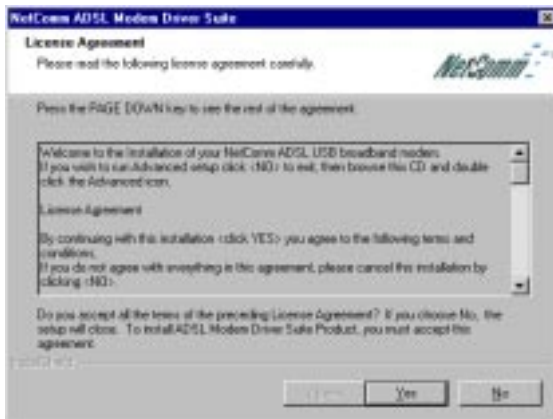 NetComm ADSL Modem Driver Suite
License Agreement
Please read the following license agreement carefully.
NetComm
Press the PAGE DOWN key to see the rest of the agreement.
Welcome to the Installation of your NetComm ADSL USB broadband modem.
If you wish to run Advanced setup click <NO> to exit, then browse this CD and double
click the Advanced icon.
License Agreement
By continuing with this installation <click YES> you agree to the following terms and
conditions.
If you do not agree with everything in this agreement, please cancel this installation by
clicking <NO>.
Do you accept all the terms of the preceding License Agreement? If you choose No, the
setup will close. To install ADSL Modem Driver Suite Product, you must accept this
agreement.
Yes
No